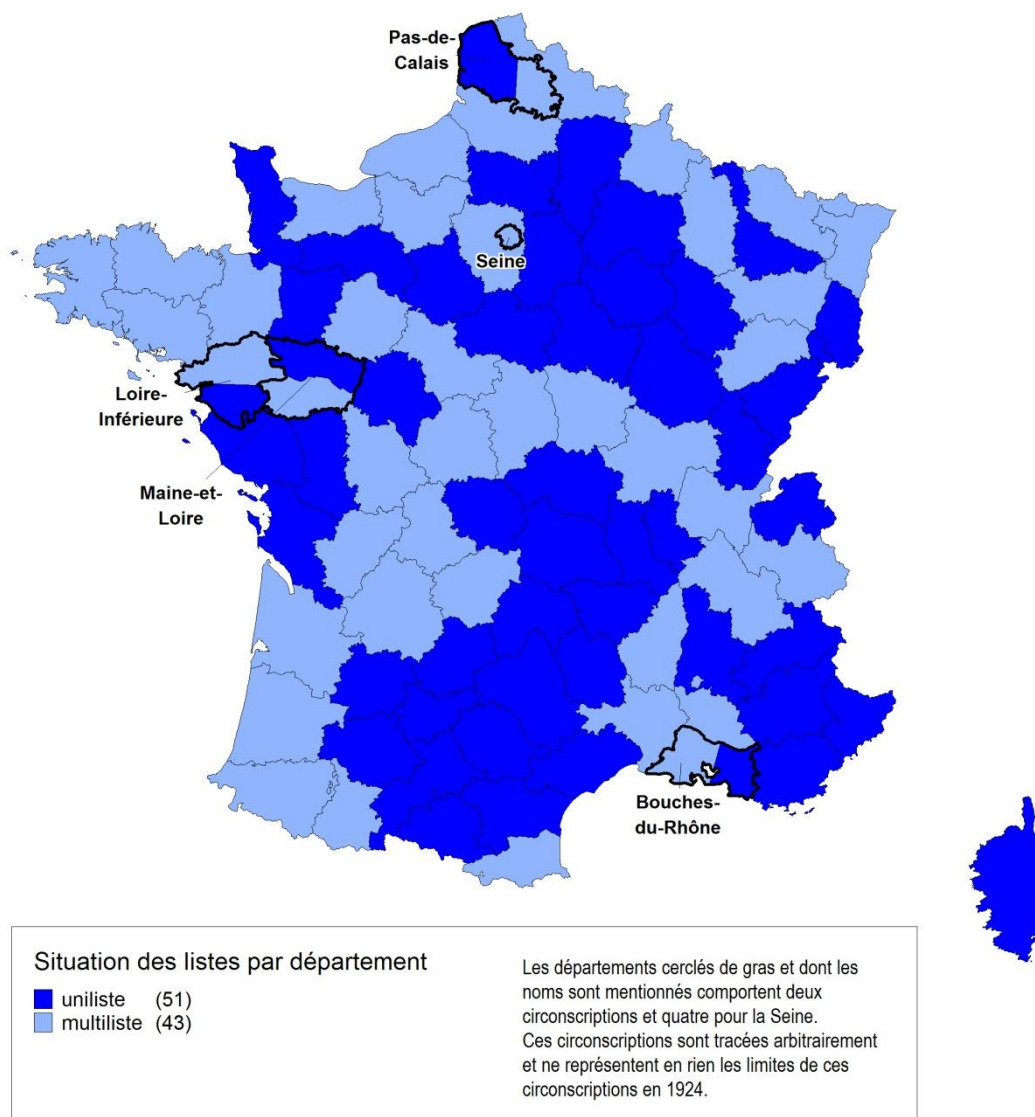 Pas-de-
Calais
Seine
Loire-
Inférieure
Maine-et-
Loire
Bouches-
du-Rhône
Situation des listes par département
uniliste (51)
multiliste (43)
Les départements cerclés de gras et dont les
noms sont mentionnés comportent deux
circonscriptions et quatre pour la Seine.
Ces circonscriptions sont tracées arbitrairement
et ne représentent en rien les limites de ces
circonscriptions en 1924.